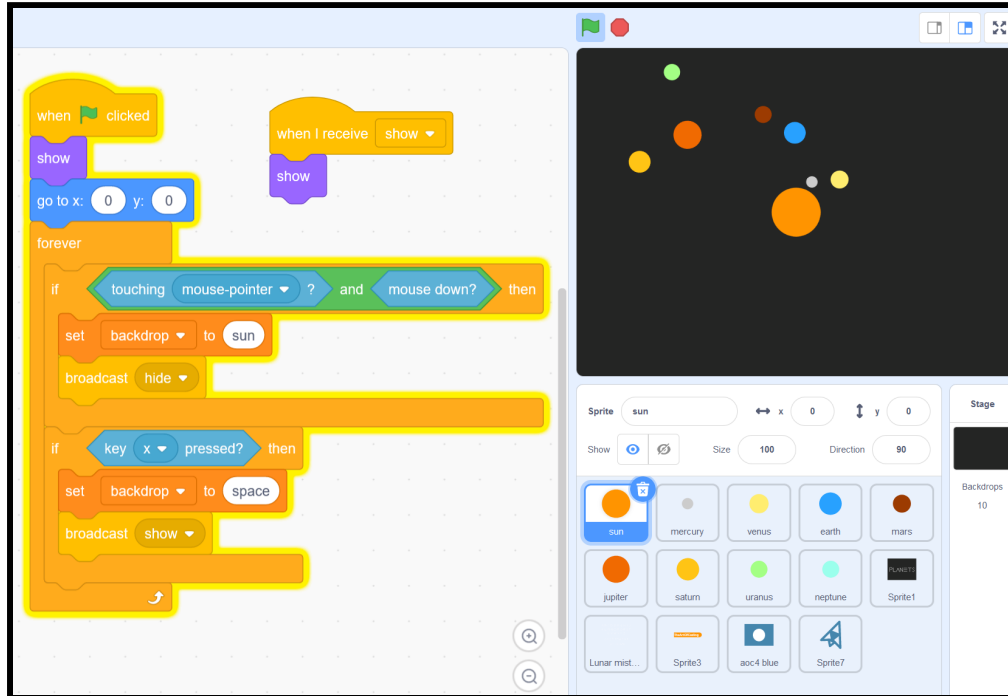 when clicked
show
go to x: 0 y: 0
forever
if touching mouse-pointer ? and mouse down? then
set backdrop to sun
broadcast hide
if key x pressed? then
set backdrop to space
broadcast show
when I receive show
show
Sprite sun x 0 y 0
Show Size 100 Direction 90
sun mercury venus earth mars
jupiter saturn uranus neptune PLANETS Sprite1
Lunar mist... Sprite3 aoc4 blue Sprite7
Stage
Backdrops
10